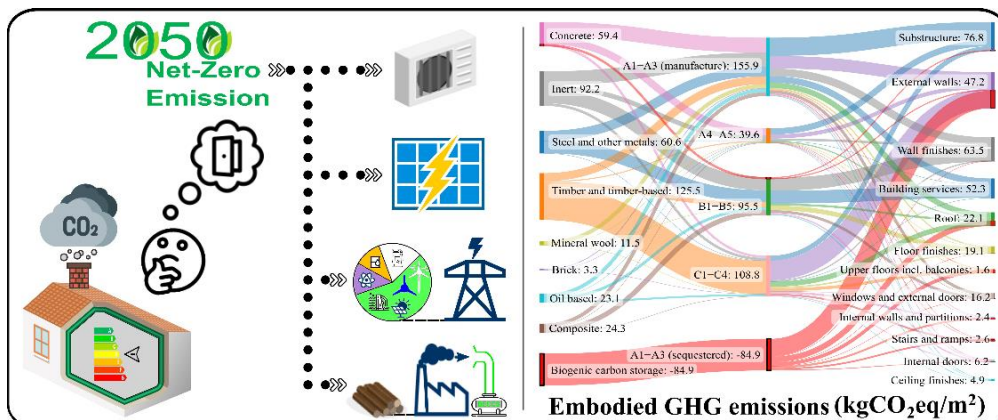 2050
Net-Zero
Emission
CO₂
Concrete: 59.4
Inert: 92.2
Steel and other metals: 60.6
Timber and timber-based: 125.5
Mineral wool: 11.5
Brick: 3.3
Oil based: 23.1
Composite: 24.3
Biogenic carbon storage: -84.9
A1−A3 (manufacture): 155.9
A4−A5: 39.6
B1−B5: 95.5
C1−C4: 108.8
A1−A3 (sequestered): -84.9
Substructure: 76.8
External walls: 47.2
Wall finishes: 63.5
Building services: 52.3
Roof: 22.1
Floor finishes: 19.1
Upper floors incl. balconies: 1.6
Windows and external doors: 16.2
Internal walls and partitions: 2.4
Stairs and ramps: 2.6
Internal doors: 6.2
Ceiling finishes: 4.9
Embodied GHG emissions (kgCO₂eq/m²)